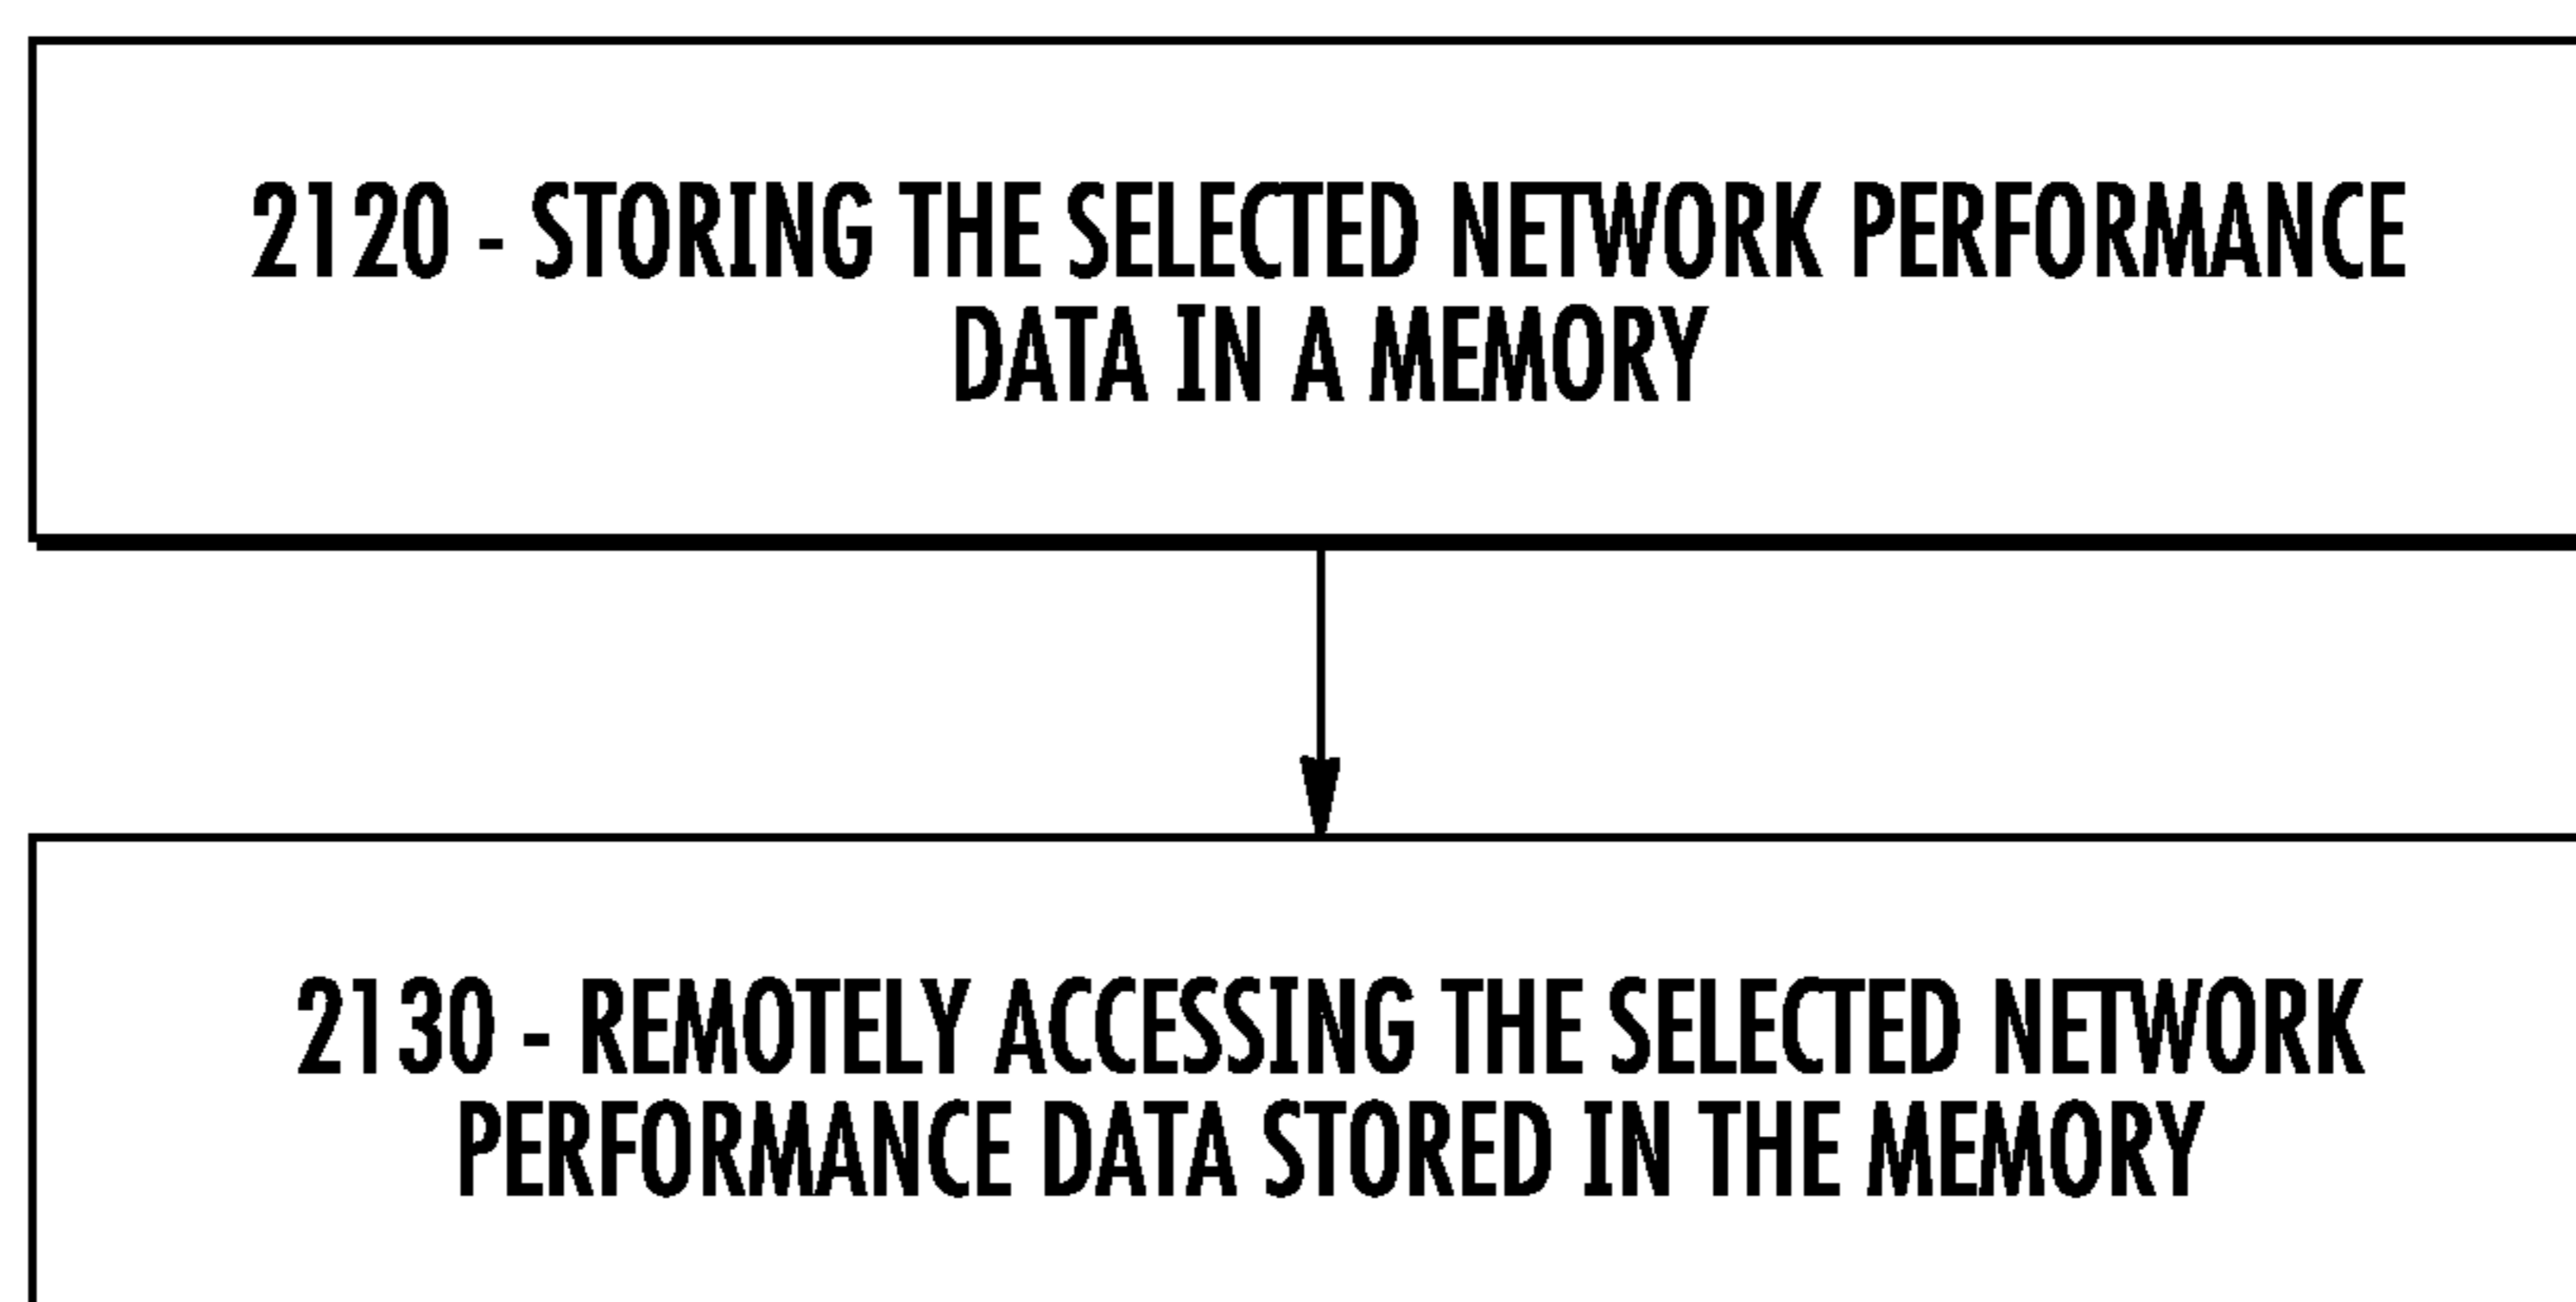 2120 - STORING THE SELECTED NETWORK PERFORMANCE
DATA IN A MEMORY
2130 - REMOTELY ACCESSING THE SELECTED NETWORK
PERFORMANCE DATA STORED IN THE MEMORY